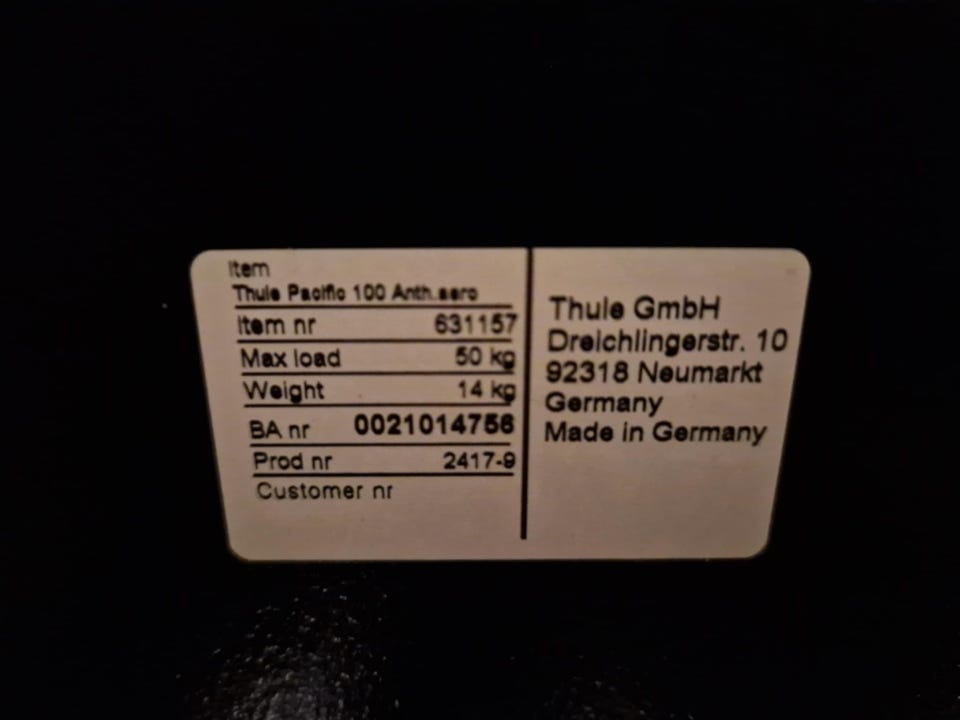 Item
Thule Pacific 100 Anth.aero
Item nr 631157
Max load 50 kg
Weight 14 kg
BA nr 0021014756
Prod nr 2417-9
Customer nr
Thule GmbH
Dreichlingerstr. 10
92318 Neumarkt
Germany
Made in Germany